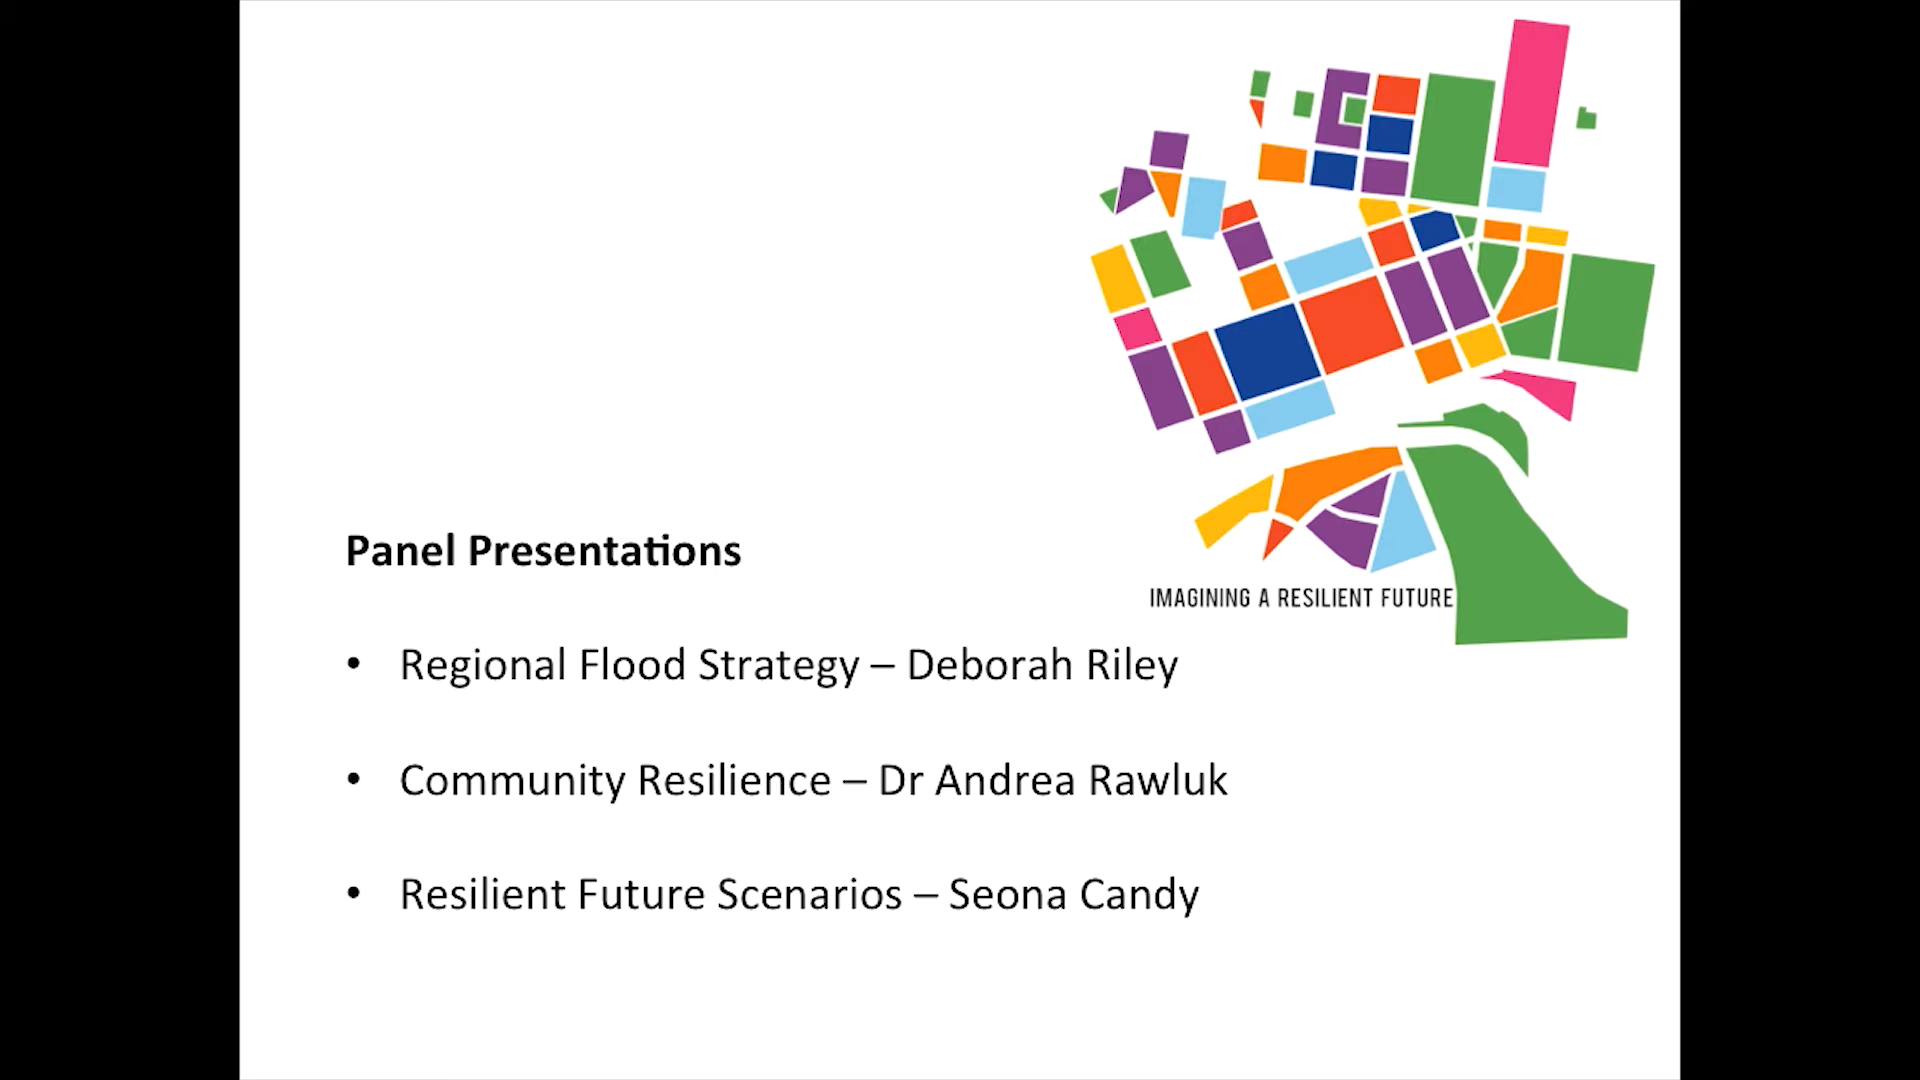 IMAGINING A RESILIENT FUTURE
Panel Presentations
• Regional Flood Strategy – Deborah Riley
• Community Resilience – Dr Andrea Rawluk
• Resilient Future Scenarios – Seona Candy